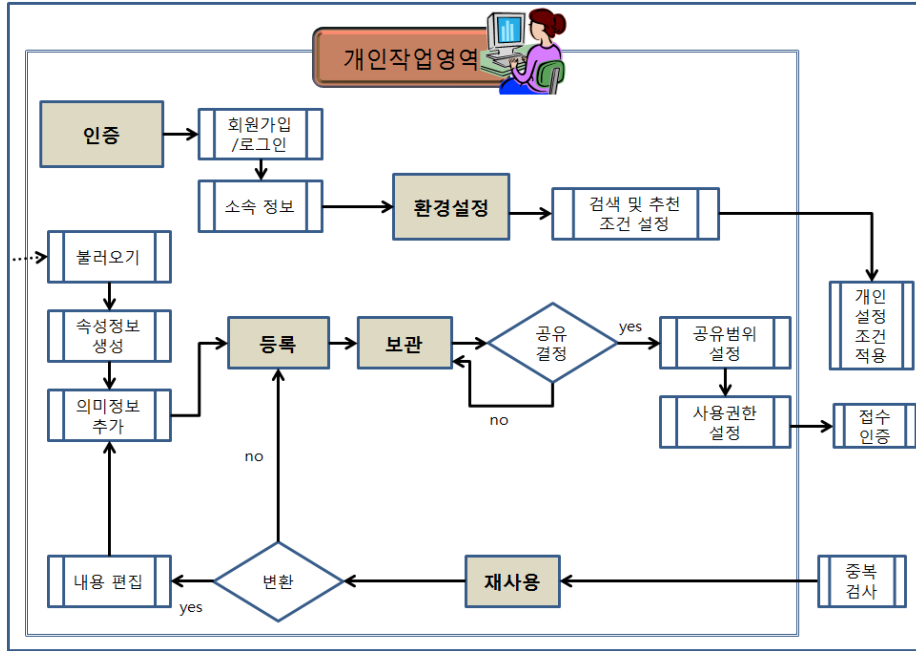 개인작업영역
인증
회원가입
/로그인
소속 정보
환경설정
검색 및 추천
조건 설정
불러오기
속성정보
생성
의미정보
추가
등록
보관
공유
결정
yes
no
공유범위
설정
사용권한
설정
개인
설정
조건
적용
접수
인증
no
내용 편집
yes
변환
재사용
중복
검사